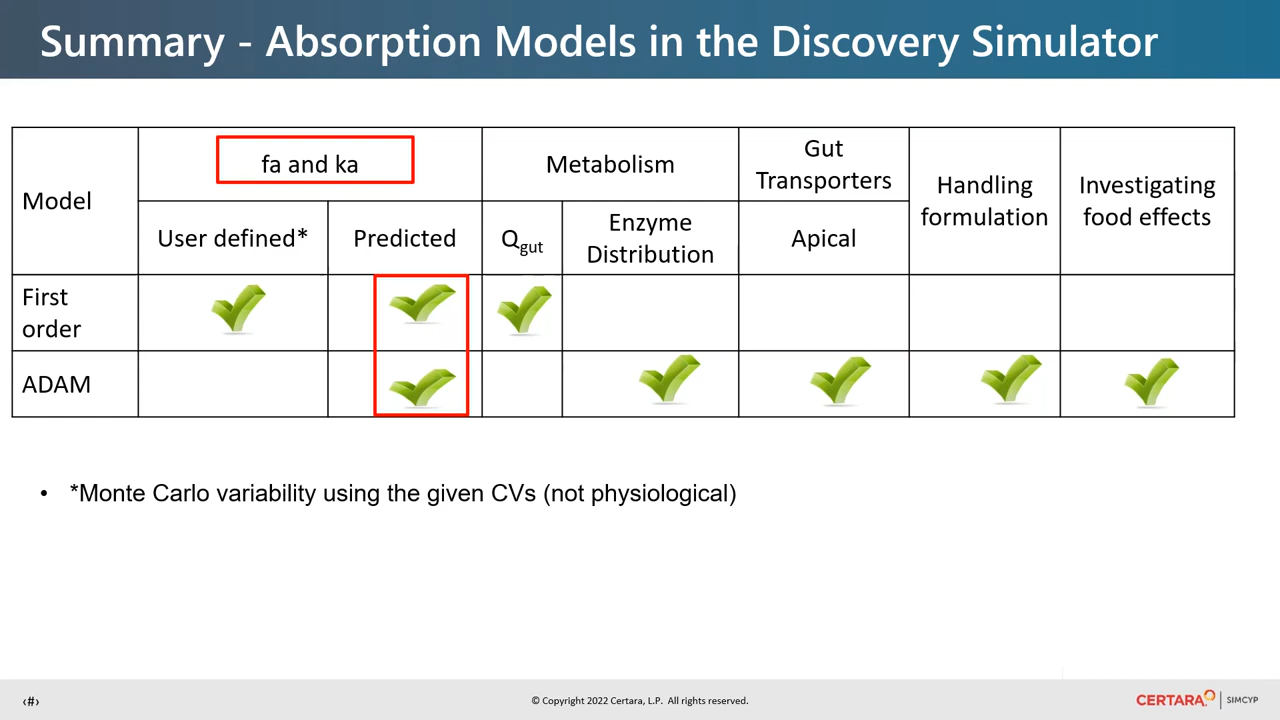 Summary - Absorption Models in the Discovery Simulator
Model
fa and ka
Metabolism
Gut
Transporters
Handling
formulation
Investigating
food effects
User defined*
Predicted
Qgut
Enzyme
Distribution
Apical
First
order
ADAM
• *Monte Carlo variability using the given CVs (not physiological)
‹#›
© Copyright 2022 Certara, L.P. All rights reserved.
CERTARA | SIMCYP